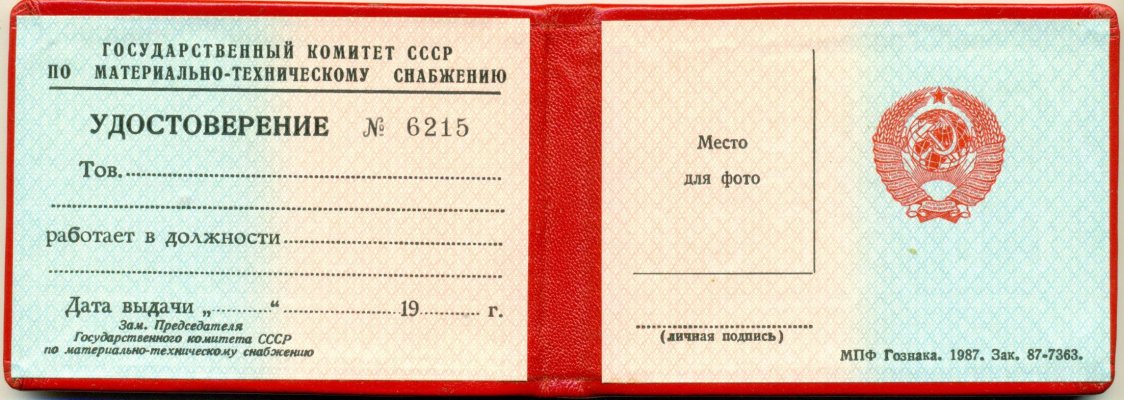 ГОСУДАРСТВЕННЫЙ КОМИТЕТ СССР
ПО МАТЕРИАЛЬНО-ТЕХНИЧЕСКОМУ СНАБЖЕНИЮ
УДОСТОВЕРЕНИЕ № 6215
Тов.
работает в должности
Дата выдачи „ “ 19 г.
Зам. Председателя
Государственного комитета СССР
по материально-техническому снабжению
Место
для фото
(личная подпись)
МПФ Гознака. 1987. Зак. 87-7363.